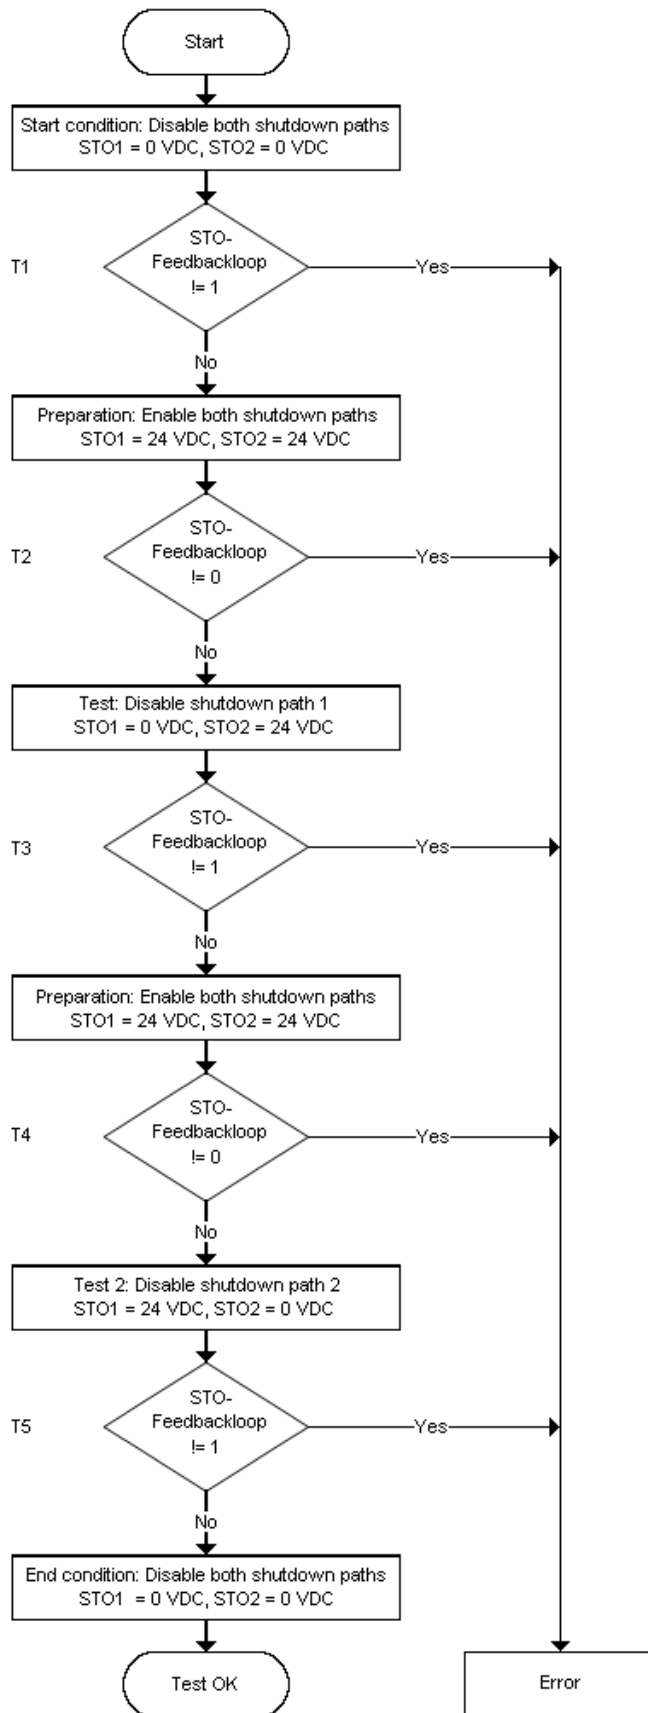 Start
Start condition: Disable both shutdown paths
STO1 = 0 VDC, STO2 = 0 VDC
T1
STO-
Feedbackloop
!= 1
Yes
No
Preparation: Enable both shutdown paths
STO1 = 24 VDC, STO2 = 24 VDC
T2
STO-
Feedbackloop
!= 0
Yes
No
Test: Disable shutdown path 1
STO1 = 0 VDC, STO2 = 24 VDC
T3
STO-
Feedbackloop
!= 1
Yes
No
Preparation: Enable both shutdown paths
STO1 = 24 VDC, STO2 = 24 VDC
T4
STO-
Feedbackloop
!= 0
Yes
No
Test 2: Disable shutdown path 2
STO1 = 24 VDC, STO2 = 0 VDC
T5
STO-
Feedbackloop
!= 1
Yes
No
End condition: Disable both shutdown paths
STO1 = 0 VDC, STO2 = 0 VDC
Test OK
Error